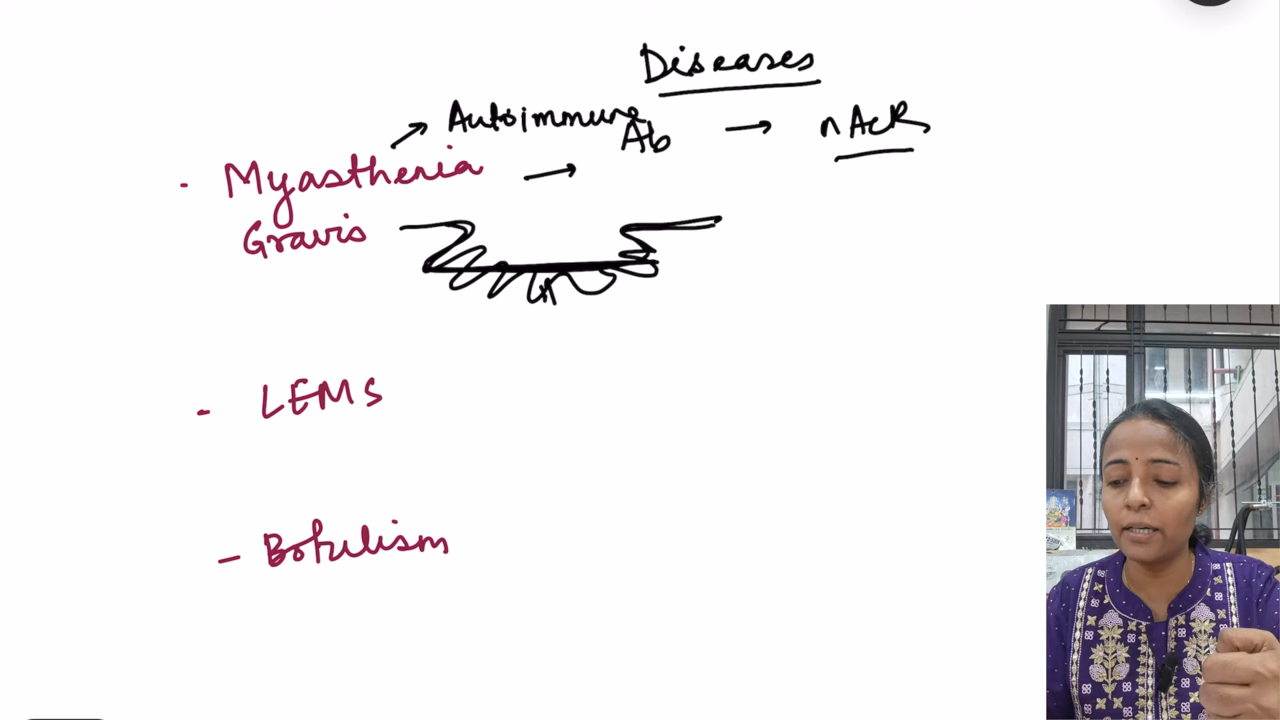 Diseases
→ Autoimmune
Ab → nAcR
· Myasthenia →
Gravis
- LEMS
- Botulism